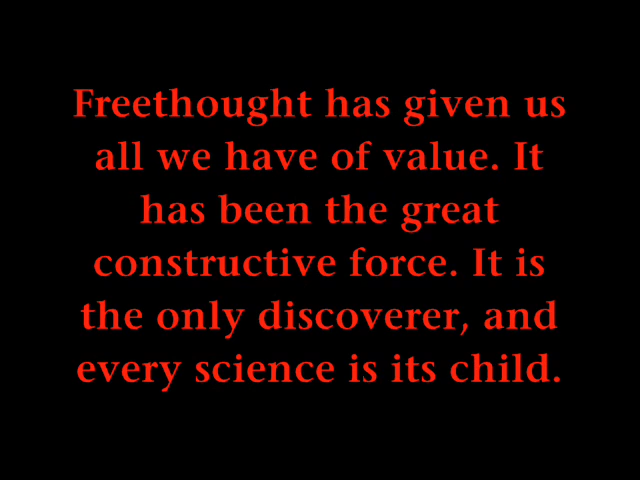 Freethought has given us
all we have of value. It
has been the great
constructive force. It is
the only discoverer, and
every science is its child.